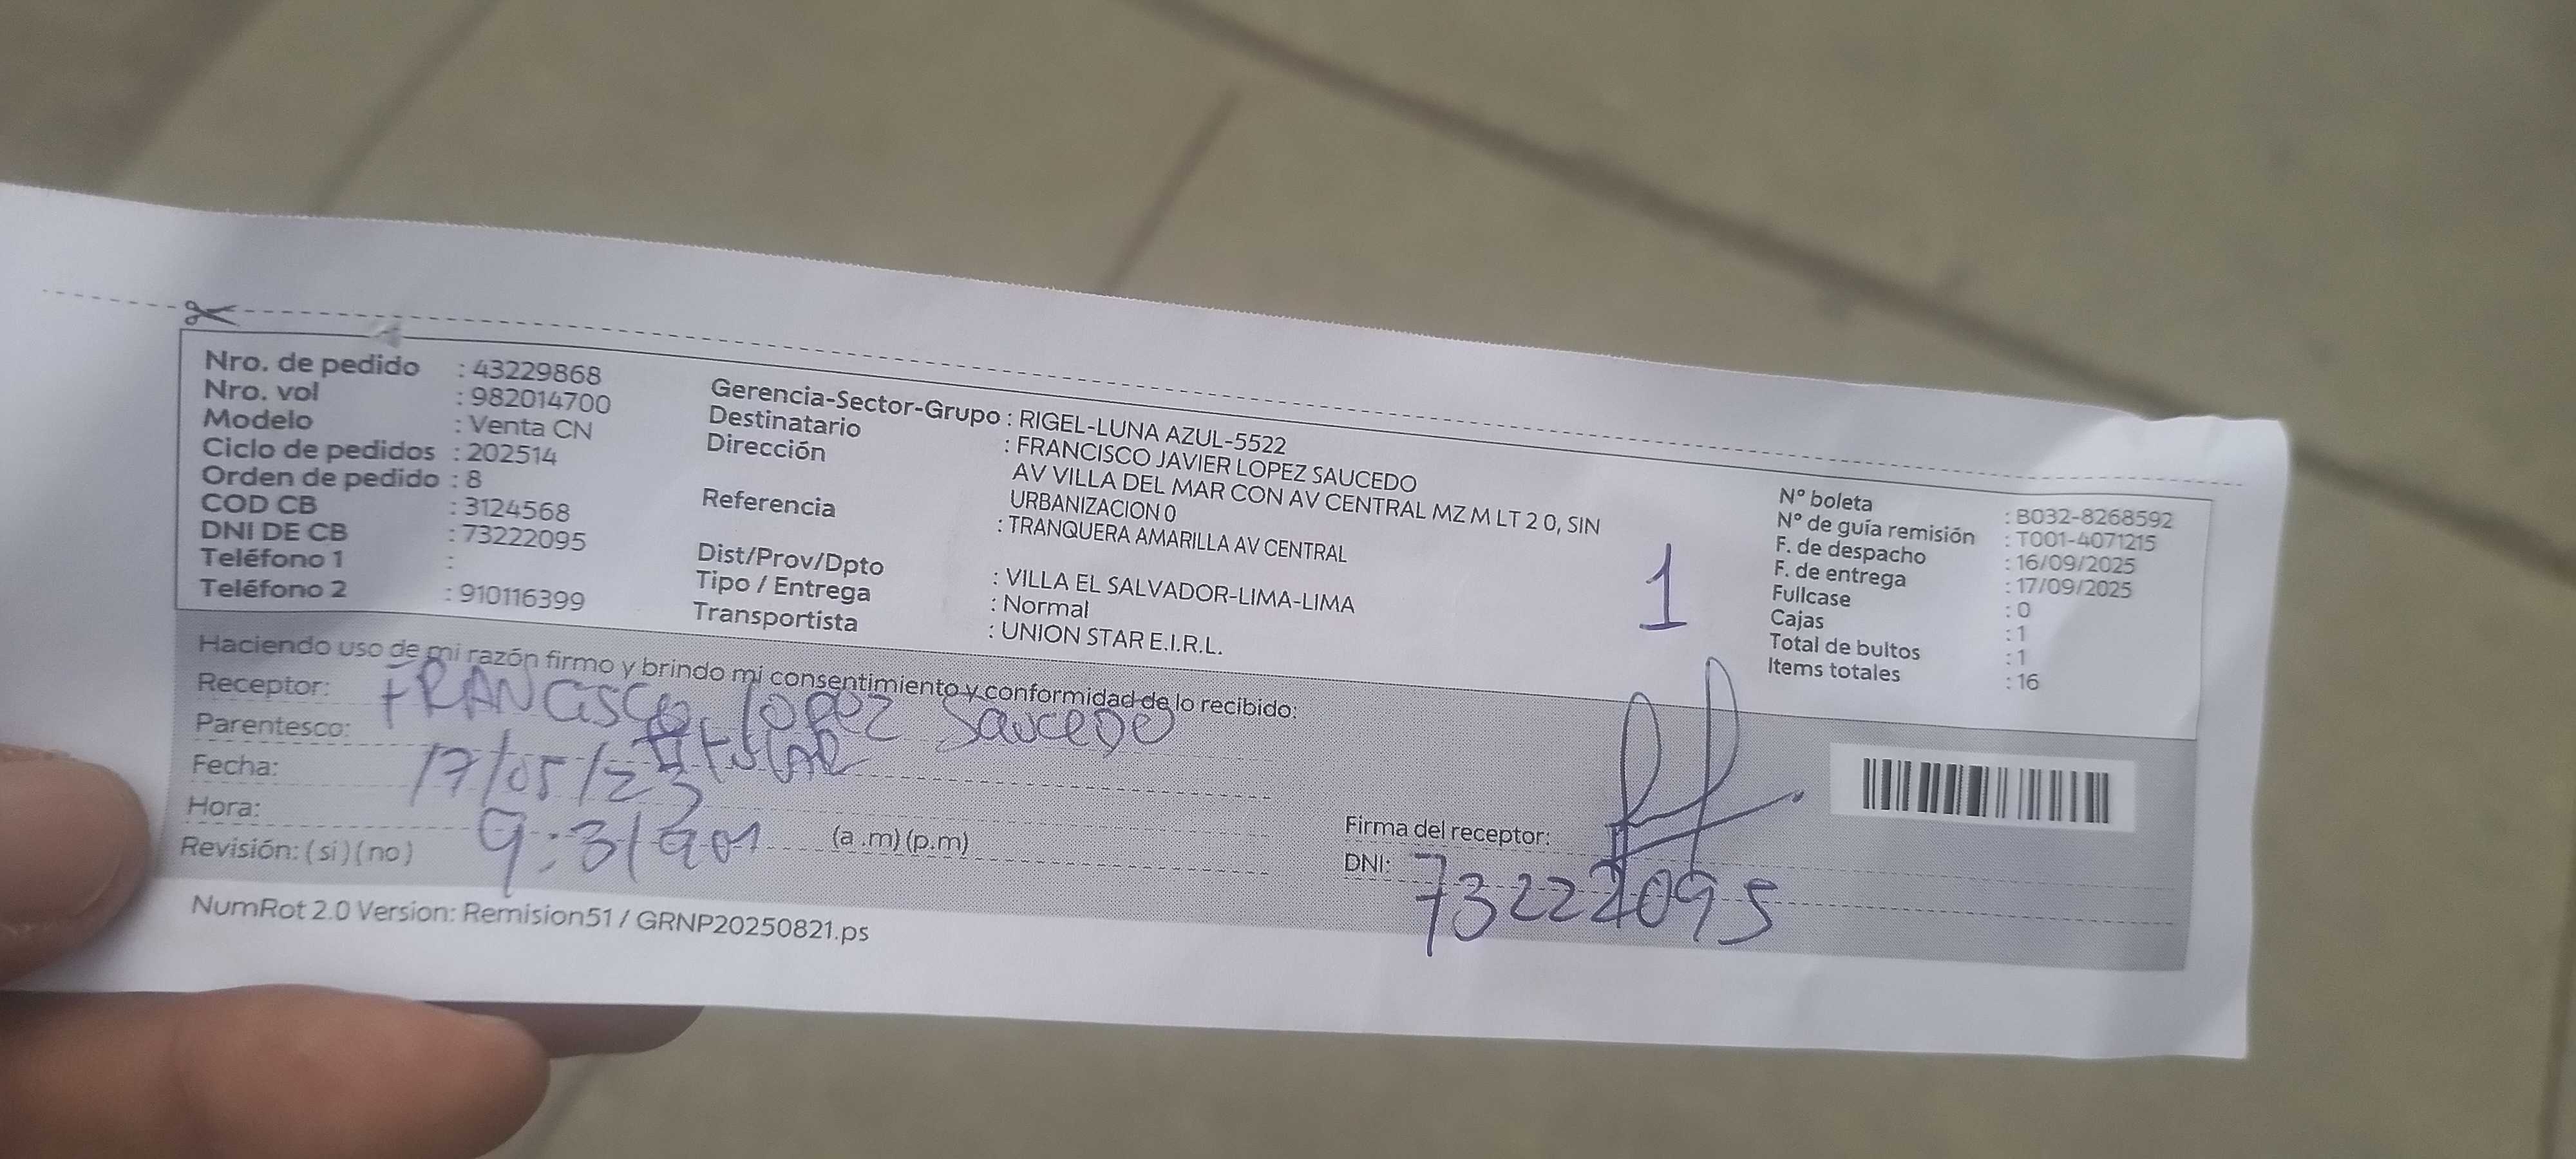 Nro. de pedido : 43229868
Nro. vol : 982014700
Modelo : Venta CN
Ciclo de pedidos : 202514
Orden de pedido : 8
COD CB : 3124568
DNI DE CB : 73222095
Teléfono 1 :
Teléfono 2 : 910116399
Gerencia-Sector-Grupo : RIGEL-LUNA AZUL-5522
Destinatario : FRANCISCO JAVIER LOPEZ SAUCEDO
Dirección AV VILLA DEL MAR CON AV CENTRAL MZ M LT 2 0, SIN
URBANIZACION 0
Referencia : TRANQUERA AMARILLA AV CENTRAL
Dist/Prov/Dpto : VILLA EL SALVADOR-LIMA-LIMA
Tipo / Entrega : Normal
Transportista : UNION STAR E.I.R.L.
1
N° boleta : B032-8268592
N° de guía remisión : T001-4071215
F. de despacho : 16/09/2025
F. de entrega : 17/09/2025
Fullcase : 0
Cajas : 1
Total de bultos : 1
Items totales : 16
Haciendo uso de mi razón firmo y brindo mi consentimiento y conformidad de lo recibido:
Receptor: FRANCISCO lopez Saucedo
Parentesco: titular
Fecha: 17/05/23
Hora: 9:31 (a .m) (p.m)
Revisión: ( si ) ( no )
Firma del receptor:
DNI: 73222095
NumRot 2.0 Version: Remision51 / GRNP20250821.ps